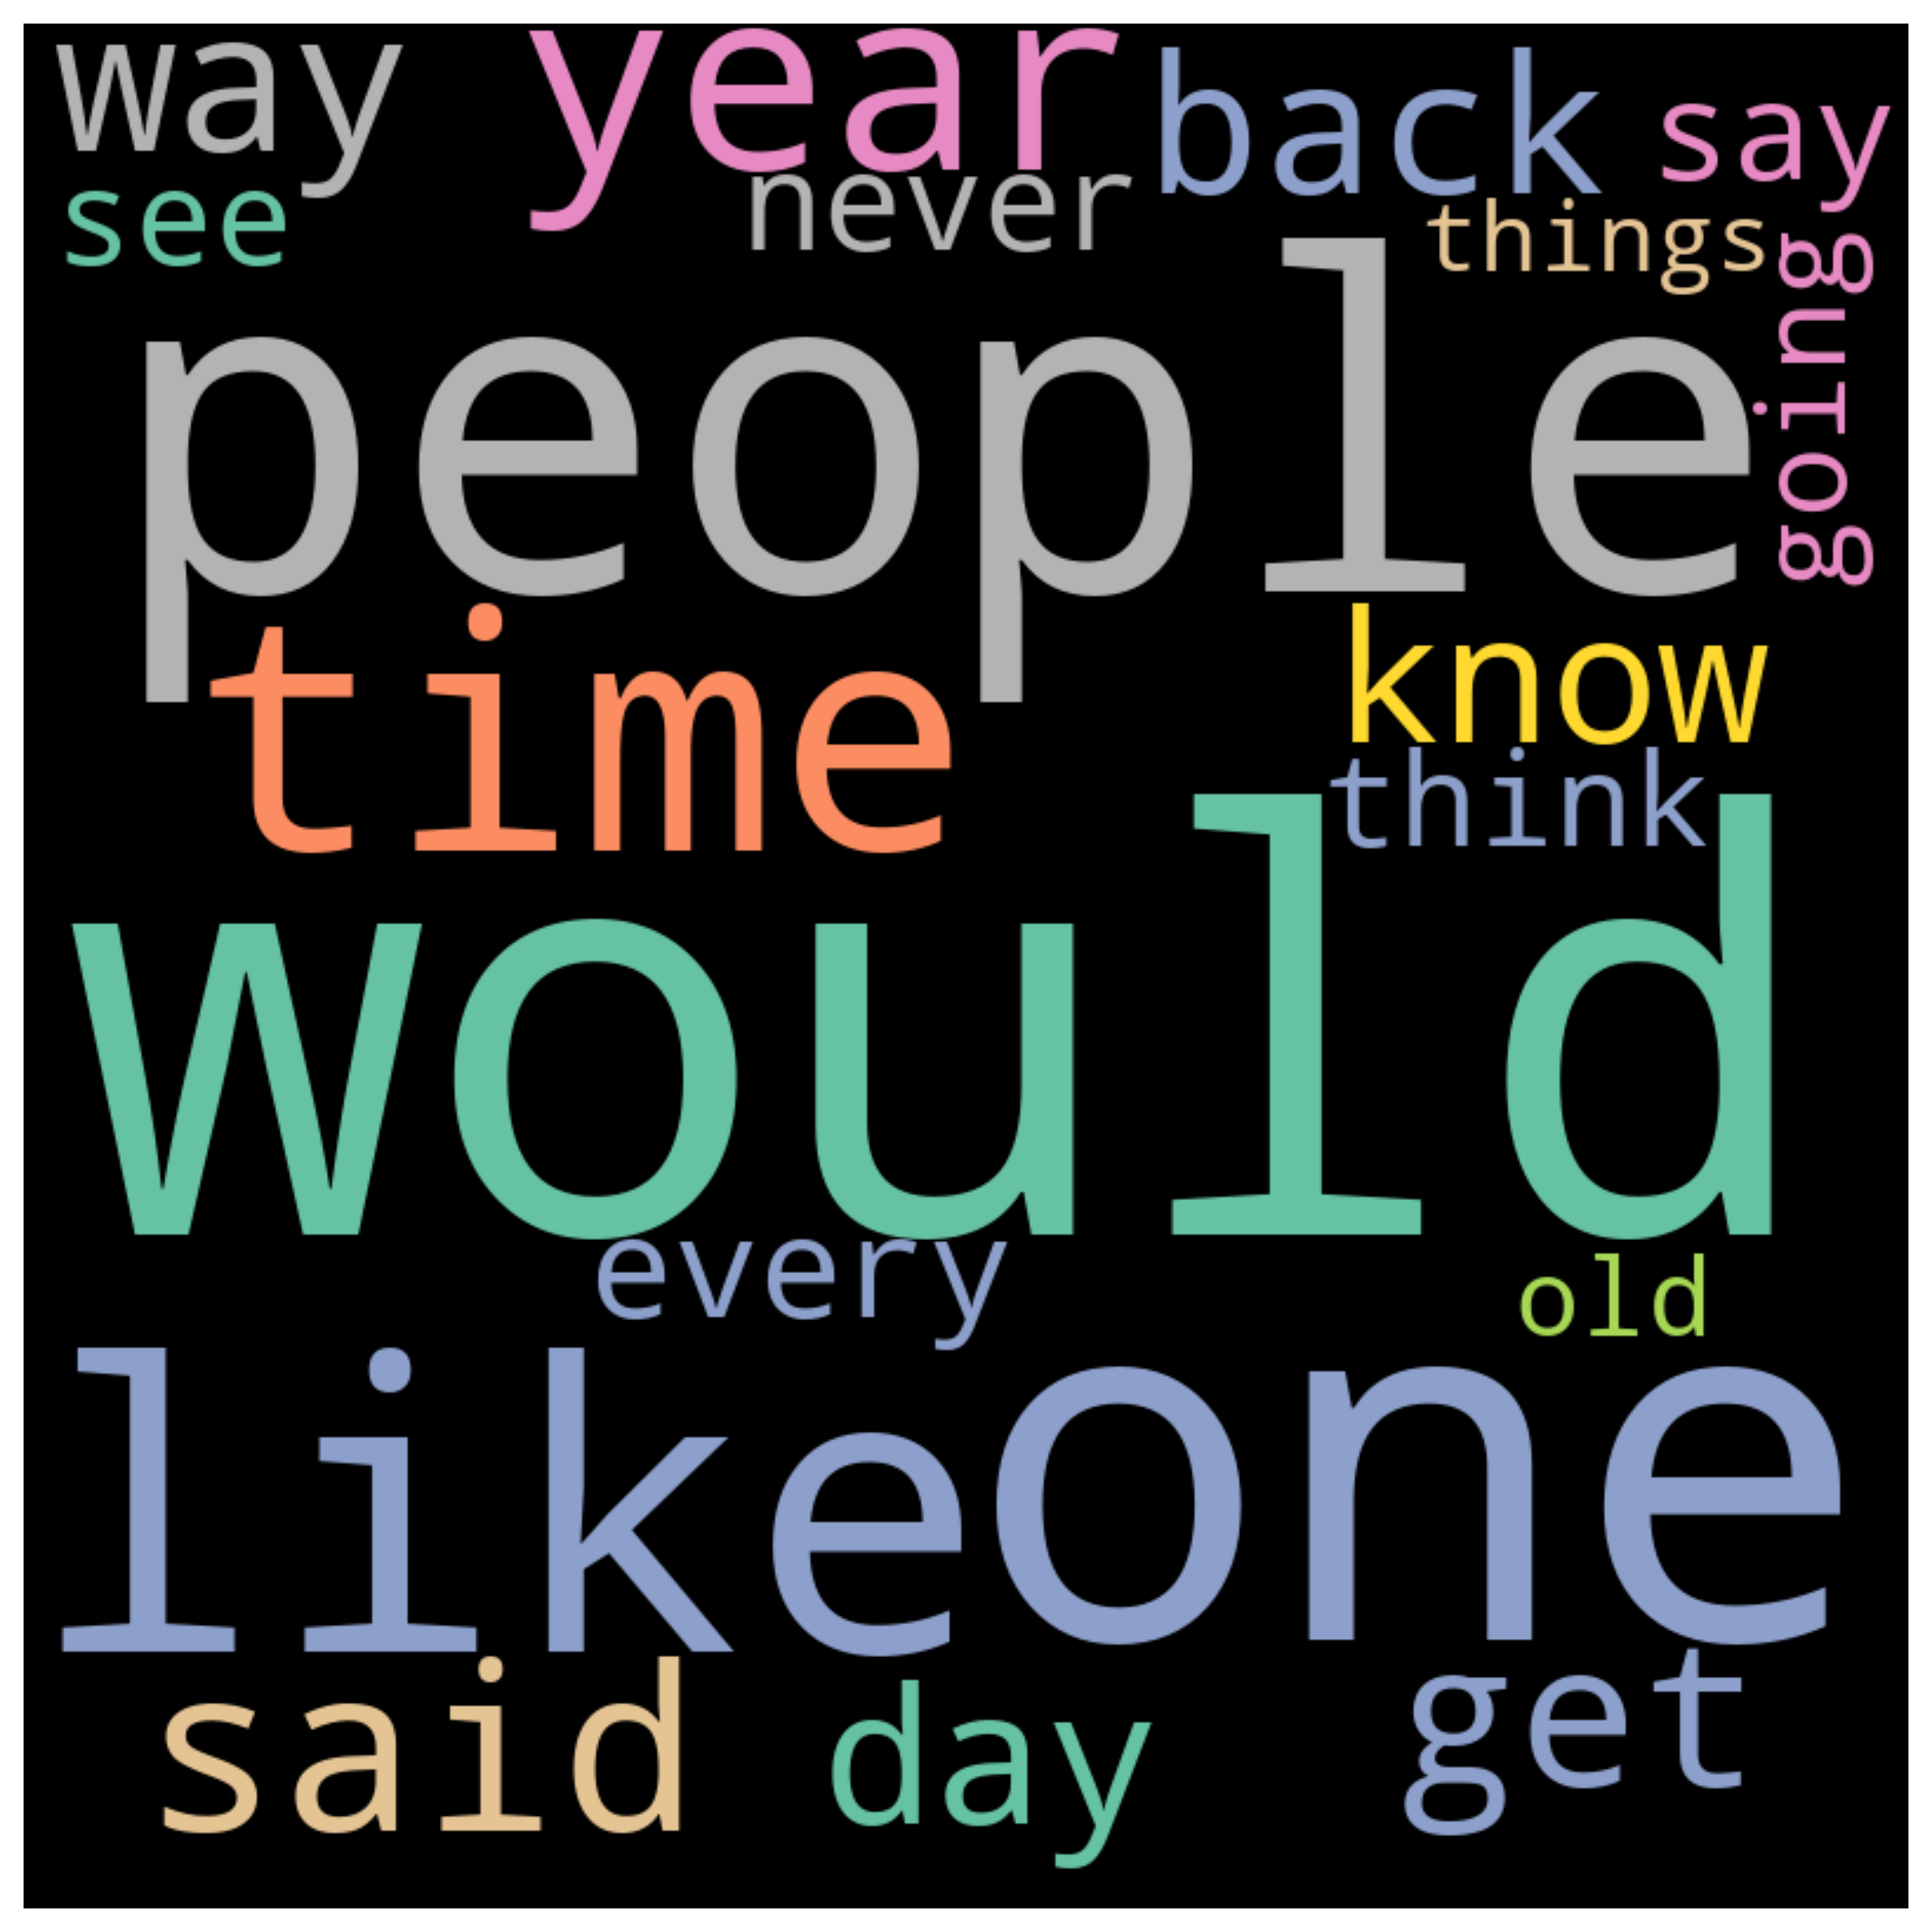 way year back say
see never things
going
people
time know
think
would
every old
like one
said day get